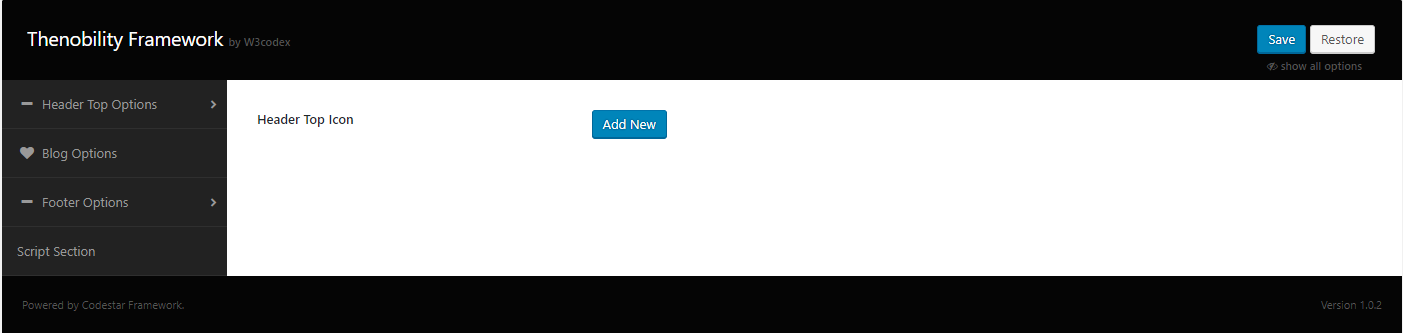 Thenobility Framework by W3codex
Save
Restore
show all options
Header Top Options
Blog Options
Footer Options
Script Section
Header Top Icon
Add New
Powered by Codestar Framework.
Version 1.0.2